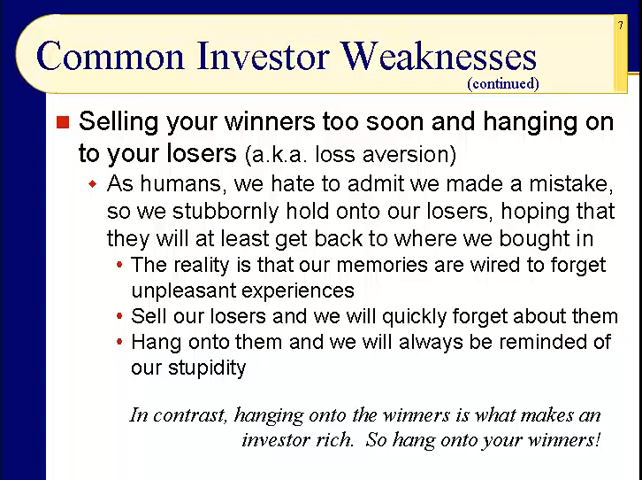 7
Common Investor Weaknesses
(continued)
Selling your winners too soon and hanging on
to your losers (a.k.a. loss aversion)
As humans, we hate to admit we made a mistake,
so we stubbornly hold onto our losers, hoping that
they will at least get back to where we bought in
The reality is that our memories are wired to forget
unpleasant experiences
Sell our losers and we will quickly forget about them
Hang onto them and we will always be reminded of
our stupidity
In contrast, hanging onto the winners is what makes an
investor rich. So hang onto your winners!